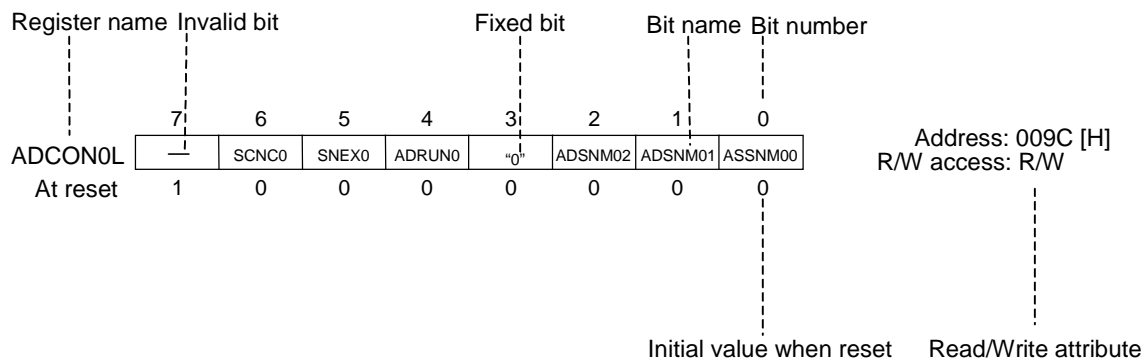 Register name Invalid bit Fixed bit Bit name Bit number
7 6 5 4 3 2 1 0
ADCON0L — SCNC0 SNEX0 ADRUN0 “0” ADSNM02 ADSNM01 ASSNM00
Address: 009C [H]
R/W access: R/W
At reset 1 0 0 0 0 0 0 0
Initial value when reset Read/Write attribute